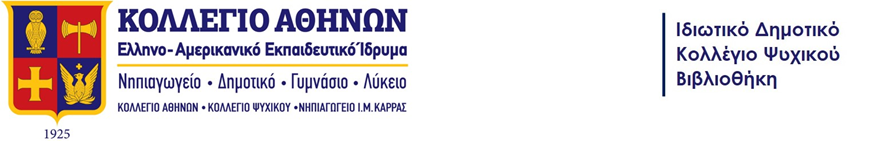 ΚΟΛΛΕΓΙΟ ΑΘΗΝΩΝ
Ελληνο-Αμερικανικό Εκπαιδευτικό Ίδρυμα
Νηπιαγωγείο • Δημοτικό • Γυμνάσιο • Λύκειο
ΚΟΛΛΕΓΙΟ ΑΘΗΝΩΝ • ΚΟΛΛΕΓΙΟ ΨΥΧΙΚΟΥ • ΝΗΠΙΑΓΩΓΕΙΟ Ι.Μ.ΚΑΡΡΑΣ
1925
Ιδιωτικό Δημοτικό
Κολλέγιο Ψυχικού
Βιβλιοθήκη